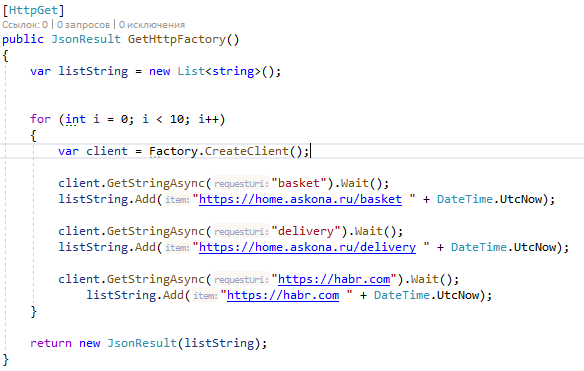 [HttpGet]
Ссылок: 0 | 0 запросов | 0 исключения
public JsonResult GetHttpFactory()
{
var listString = new List<string>();
for (int i = 0; i < 10; i++)
{
var client = Factory.CreateClient();
client.GetStringAsync(requestUri:"basket").Wait();
listString.Add(item:"https://home.askona.ru/basket " + DateTime.UtcNow);
client.GetStringAsync(requestUri:"delivery").Wait();
listString.Add(item:"https://home.askona.ru/delivery " + DateTime.UtcNow);
client.GetStringAsync(requestUri:"https://habr.com").Wait();
listString.Add(item:"https://habr.com " + DateTime.UtcNow);
}
return new JsonResult(listString);
}